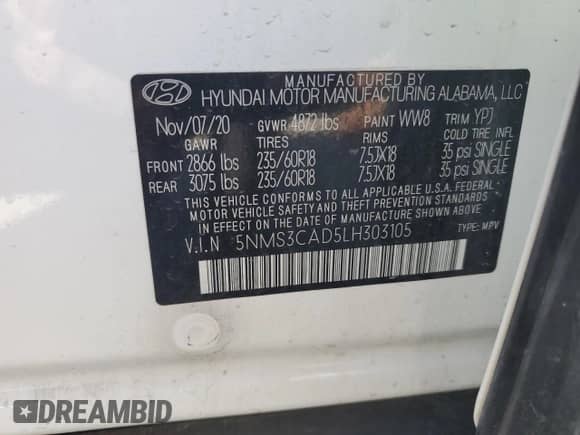 MANUFACTURED BY
HYUNDAI MOTOR MANUFACTURING ALABAMA, LLC
Nov/07/20 GVWR 4872 lbs PAINT WW8 TRIM YPJ
GAWR TIRES RIMS COLD TIRE INFL
FRONT 2866 lbs 235/60R18 7.5JX18 35 psi SINGLE
REAR 3075 lbs 235/60R18 7.5JX18 35 psi SINGLE
THIS VEHICLE CONFORMS TO ALL APPLICABLE U.S.A. FEDERAL
MOTOR VEHICLE SAFETY STANDARDS
IN EFFECT ON THE DATE OF MANUFACTURE SHOWN ABOVE.
V.I.N 5NMS3CAD5LH303105 TYPE: MPV
DREAMBID